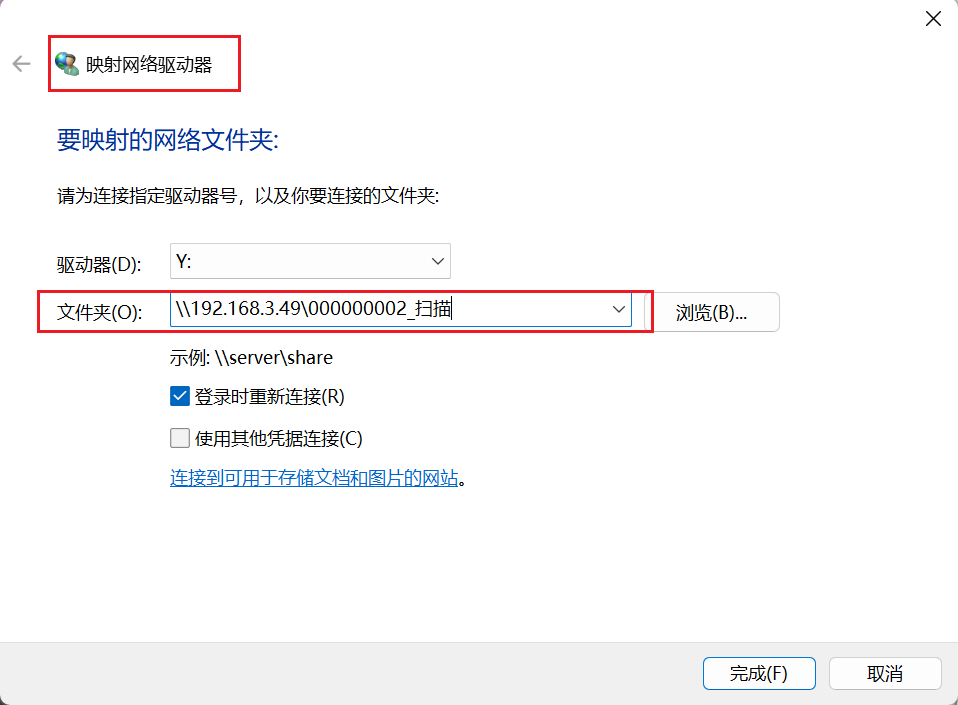 映射网络驱动器
要映射的网络文件夹:
请为连接指定驱动器号，以及你要连接的文件夹:
驱动器(D): Y:
文件夹(O): \\192.168.3.49\000000002_扫描 浏览(B)...
示例: \\server\share
登录时重新连接(R)
使用其他凭据连接(C)
连接到可用于存储文档和图片的网站。
完成(F) 取消